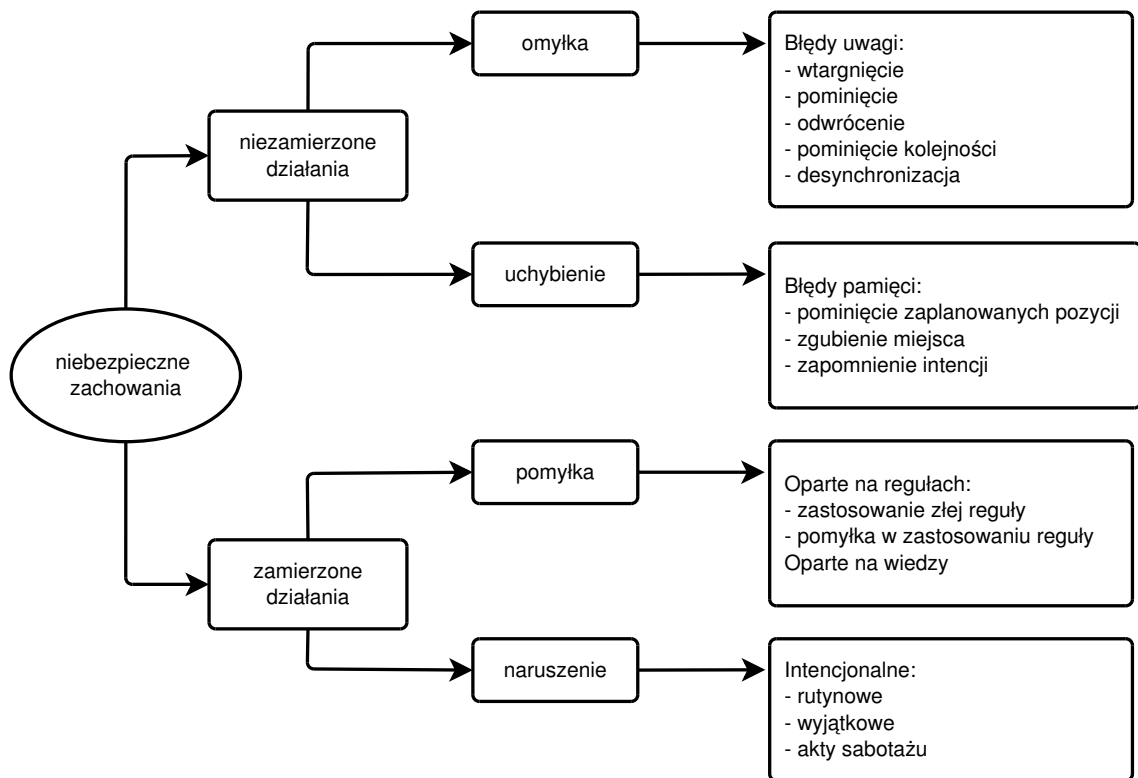 omyłka
Błędy uwagi:
- wtargnięcie
- pominięcie
- odwrócenie
- pominięcie kolejności
- desynchronizacja
niezamierzone
działania
uchybienie
Błędy pamięci:
- pominięcie zaplanowanych pozycji
- zgubienie miejsca
- zapomnienie intencji
niebezpieczne
zachowania
pomyłka
Oparte na regułach:
- zastosowanie złej reguły
- pomyłka w zastosowaniu reguły
Oparte na wiedzy
zamierzone
działania
naruszenie
Intencjonalne:
- rutynowe
- wyjątkowe
- akty sabotażu